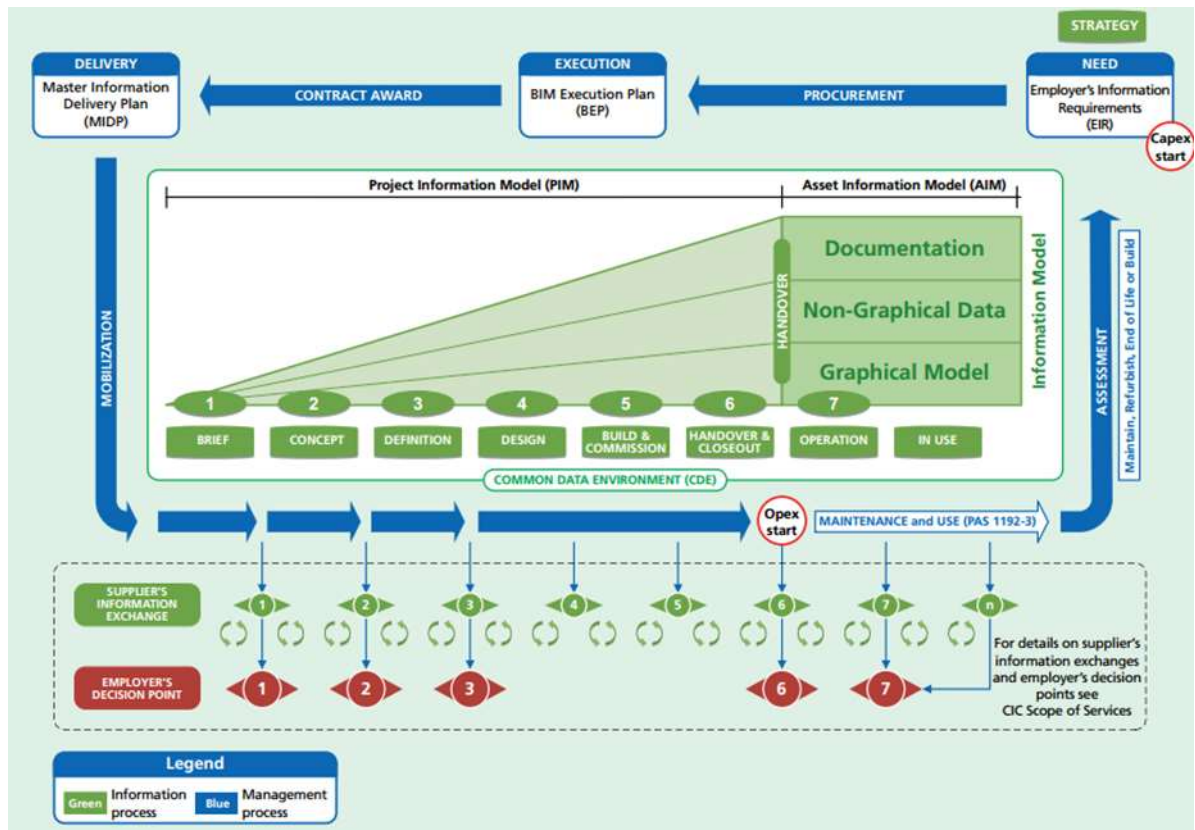 STRATEGY
DELIVERY
Master Information
Delivery Plan
(MIDP)
CONTRACT AWARD
EXECUTION
BIM Execution Plan
(BEP)
PROCUREMENT
NEED
Employer's Information
Requirements
(EIR)
Capex
start
Project Information Model (PIM)
Asset Information Model (AIM)
Documentation
Non-Graphical Data
Graphical Model
HANDOVER
Information Model
MOBILIZATION
ASSESSMENT
Maintain, Refurbish, End of Life or Build
1
2
3
4
5
6
7
BRIEF
CONCEPT
DEFINITION
DESIGN
BUILD &
COMMISSION
HANDOVER &
CLOSEOUT
OPERATION
IN USE
COMMON DATA ENVIRONMENT (CDE)
Opex
start
MAINTENANCE and USE (PAS 1192-3)
SUPPLIER'S
INFORMATION
EXCHANGE
1
2
3
4
5
6
7
n
EMPLOYER'S
DECISION POINT
1
2
3
6
7
For details on supplier's
information exchanges
and employer's decision
points see
CIC Scope of Services
Legend
Green
Information
process
Blue
Management
process